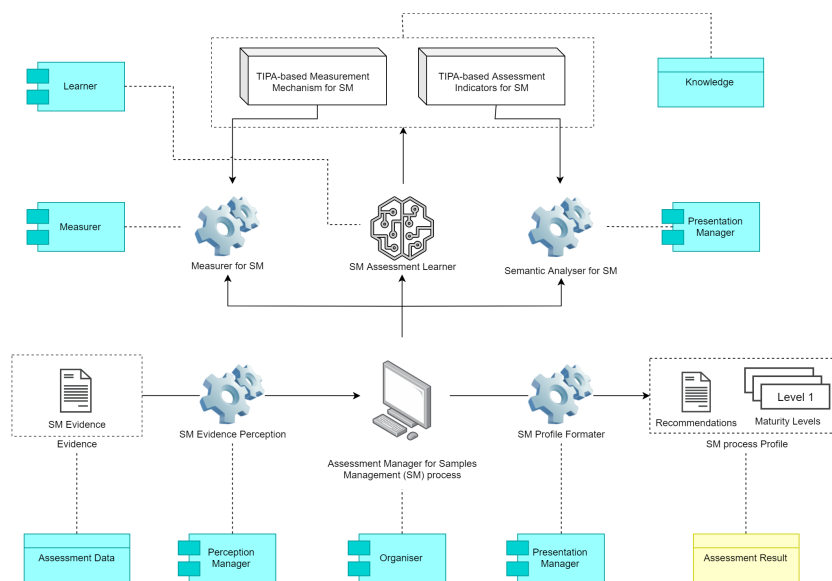 TIPA-based Measurement
Mechanism for SM
TIPA-based Assessment
Indicators for SM
Learner
Knowledge
Measurer
Presentation
Manager
Measurer for SM
SM Assessment Learner
Semantic Analyser for SM
SM Evidence
Evidence
SM Evidence Perception
Assessment Manager for Samples
Management (SM) process
SM Profile Formater
Recommendations
Level 1
Maturity Levels
SM process Profile
Assessment Data
Perception
Manager
Organiser
Presentation
Manager
Assessment Result